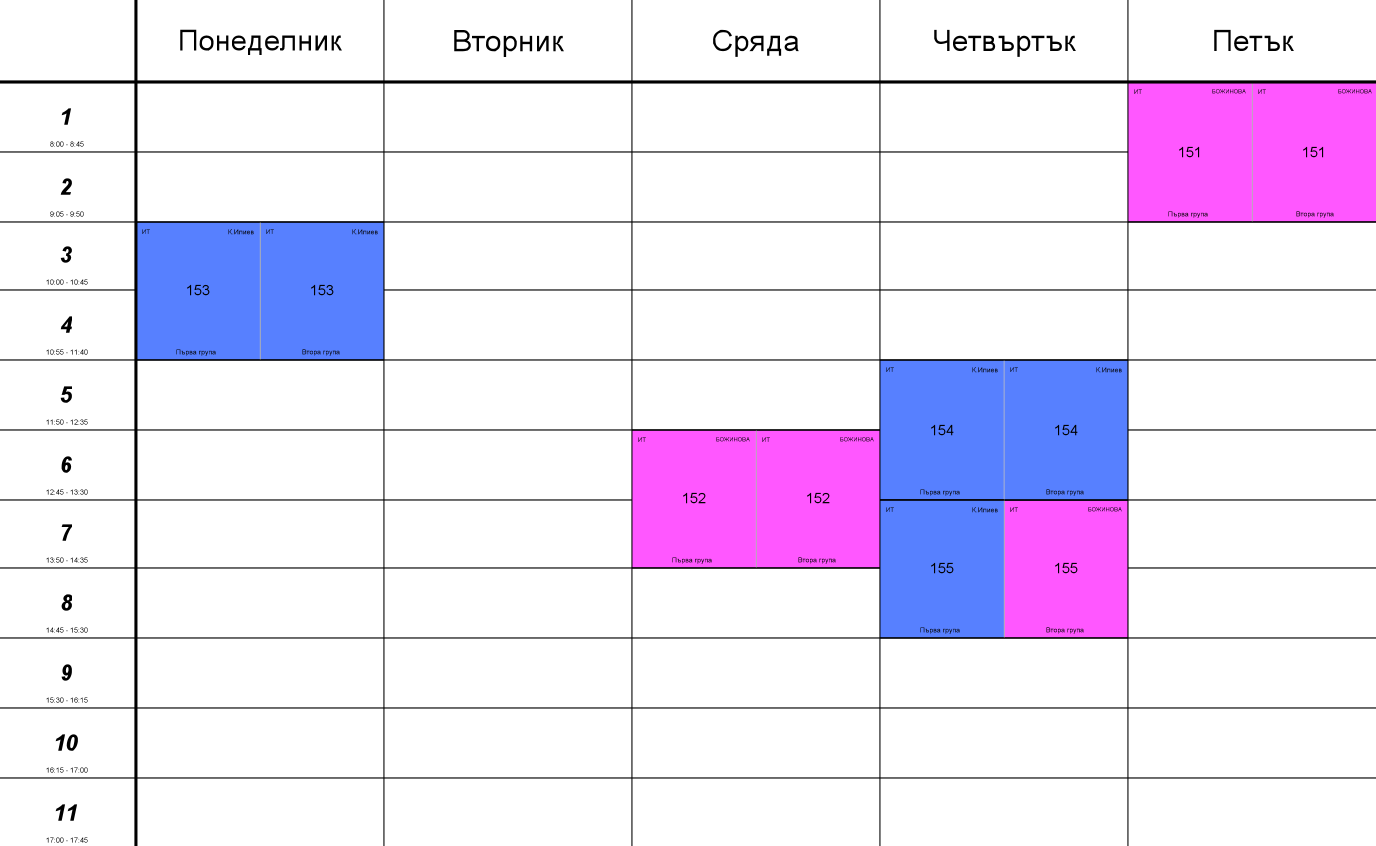 Понеделник Вторник Сряда Четвъртък Петък
1
8:00 - 8:45
2
9:05 - 9:50
ИТ БОЖИНОВА ИТ БОЖИНОВА
151 151
Първа група Втора група
3
10:00 - 10:45
4
10:55 - 11:40
ИТ К.Илиев ИТ К.Илиев
153 153
Първа група Втора група
5
11:50 - 12:35
6
12:45 - 13:30
ИТ К.Илиев ИТ К.Илиев
154 154
Първа група Втора група
ИТ БОЖИНОВА ИТ БОЖИНОВА
152 152
Първа група Втора група
7
13:50 - 14:35
8
14:45 - 15:30
ИТ К.Илиев ИТ БОЖИНОВА
155 155
Първа група Втора група
9
15:30 - 16:15
10
16:15 - 17:00
11
17:00 - 17:45